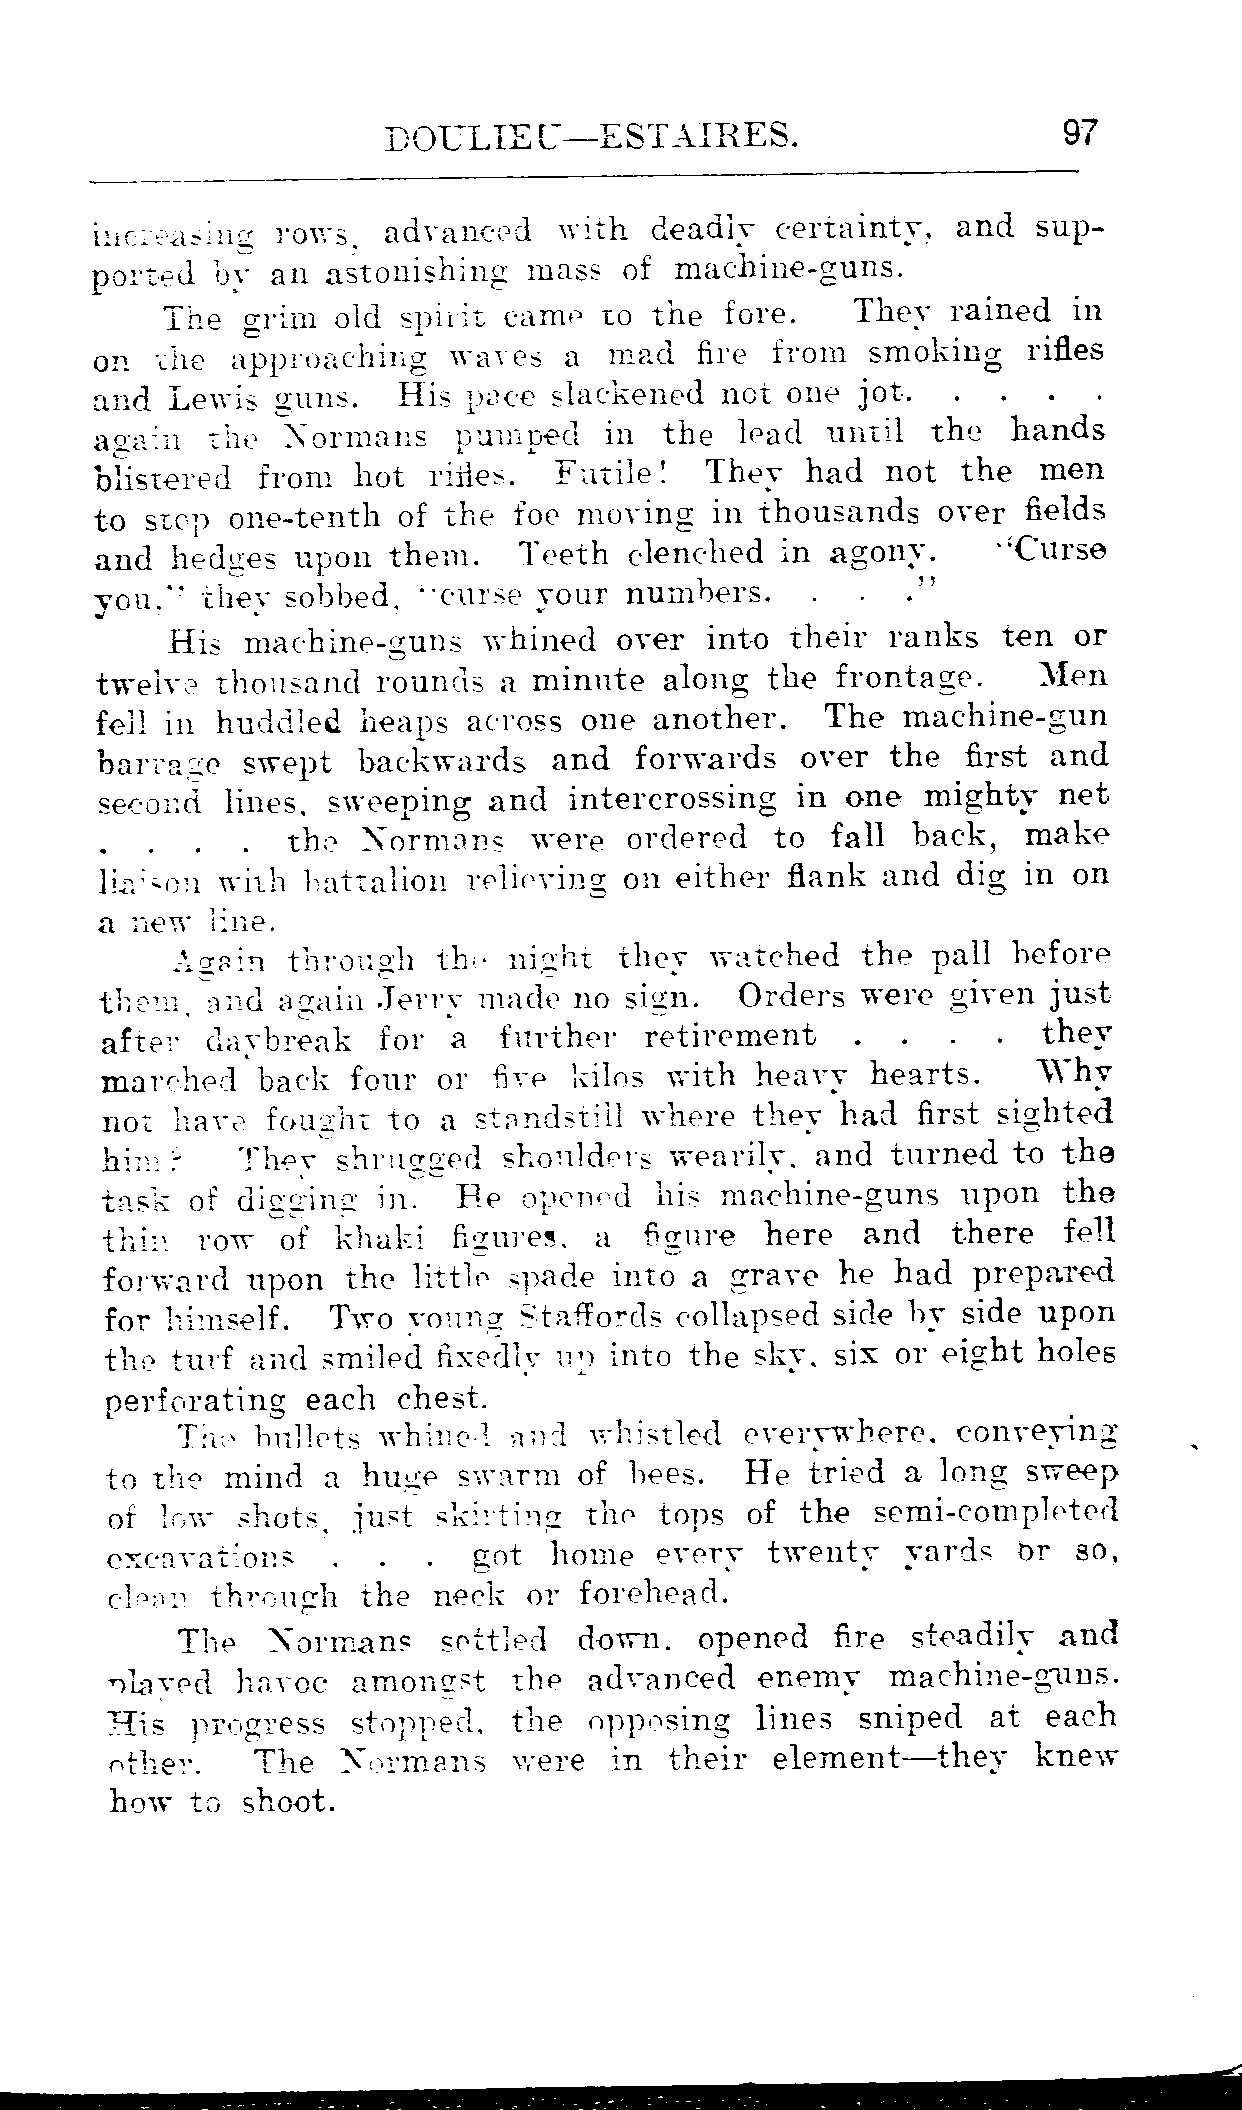 DOULIEU—ESTAIRES. 97
increasing rows, advanced with deadly certainty, and sup-
ported by an astonishing mass of machine-guns.
The grim old spirit came to the fore. They rained in
on the approaching waves a mad fire from smoking rifles
and Lewis guns. His pace slackened not one jot. . . . .
again the Normans pumped in the lead until the hands
blistered from hot rifles. Futile! They had not the men
to stop one-tenth of the foe moving in thousands over fields
and hedges upon them. Teeth clenched in agony. "Curse
you," they sobbed, "curse your numbers. . . ."
His machine-guns whined over into their ranks ten or
twelve thousand rounds a minute along the frontage. Men
fell in huddled heaps across one another. The machine-gun
barrage swept backwards and forwards over the first and
second lines, sweeping and intercrossing in one mighty net
. . . . the Normans were ordered to fall back, make
liaison with battalion relieving on either flank and dig in on
a new line.
Again through the night they watched the pall before
them, and again Jerry made no sign. Orders were given just
after daybreak for a further retirement . . . . they
marched back four or five kilos with heavy hearts. Why
not have fought to a standstill where they had first sighted
him? They shrugged shoulders wearily, and turned to the
task of digging in. He opened his machine-guns upon the
thin row of khaki figures, a figure here and there fell
forward upon the little spade into a grave he had prepared
for himself. Two young Staffords collapsed side by side upon
the turf and smiled fixedly up into the sky, six or eight holes
perforating each chest.
The bullets whined and whistled everywhere, conveying
to the mind a huge swarm of bees. He tried a long sweep
of low shots, just skirting the tops of the semi-completed
excavations . . . got home every twenty yards or so,
clean through the neck or forehead.
The Normans settled down, opened fire steadily and
played havoc amongst the advanced enemy machine-guns.
His progress stopped, the opposing lines sniped at each
other. The Normans were in their element—they knew
how to shoot.